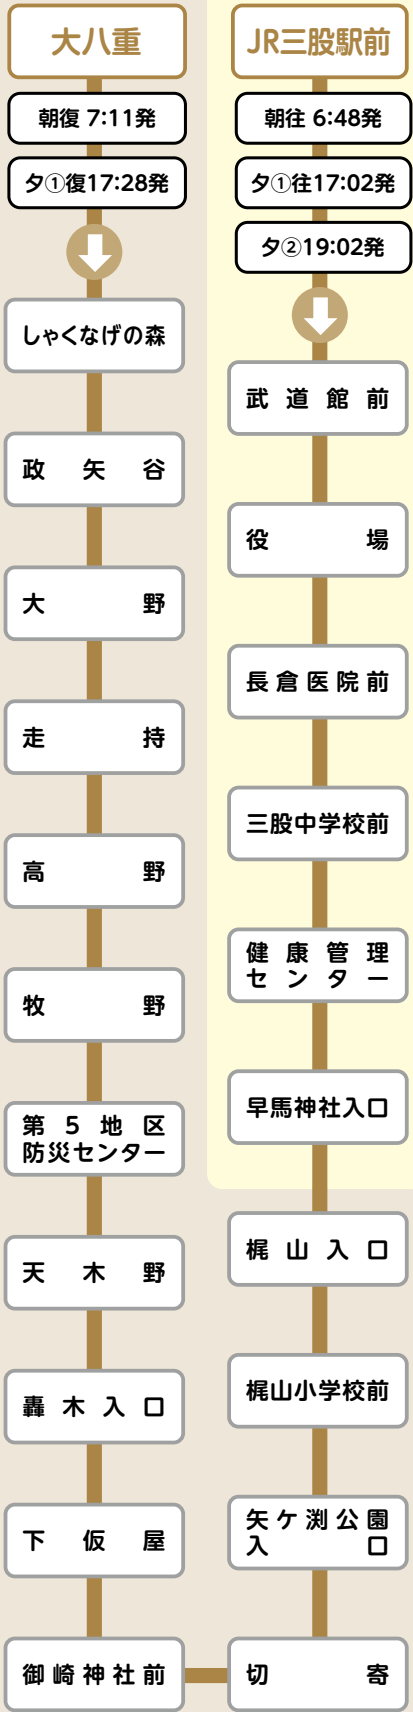 大八重
朝復 7:11発
夕①復17:28発
しゃくなげの森
政矢谷
大野
走持
高野
牧野
第5地区
防災センター
天木野
轟木入口
下仮屋
御崎神社前
JR三股駅前
朝往 6:48発
夕①往17:02発
夕②19:02発
武道館前
役場
長倉医院前
三股中学校前
健康管理
センター
早馬神社入口
梶山入口
梶山小学校前
矢ケ渕公園
入口
切寄